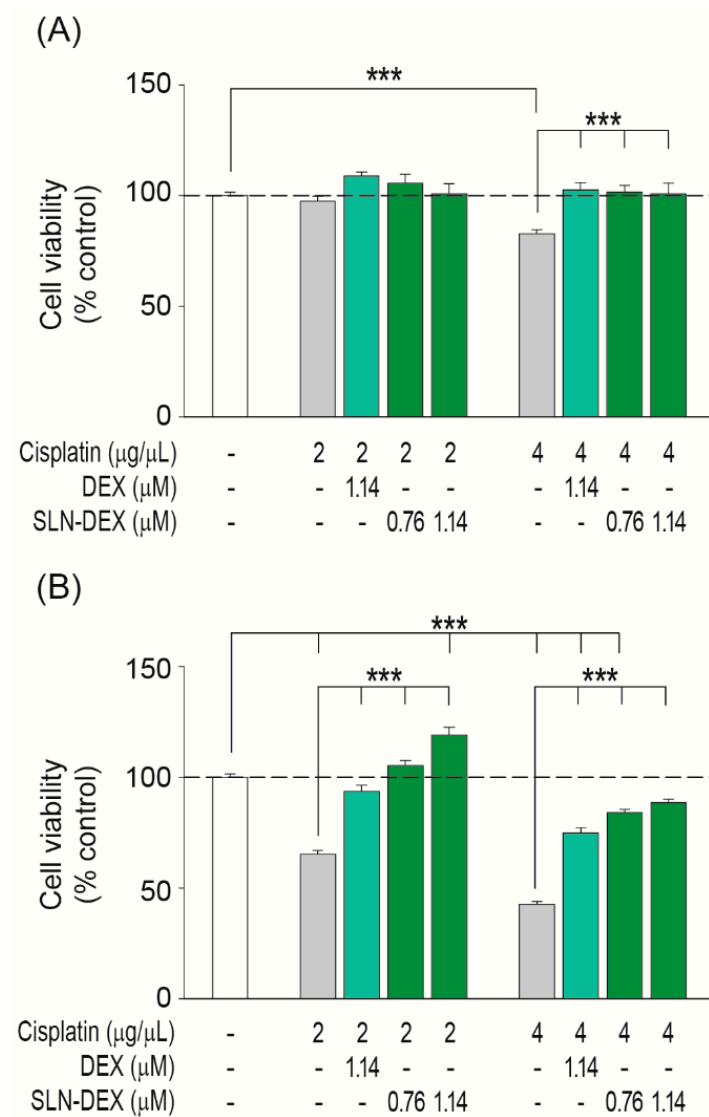 (A)
150
***
***
100
50
0
Cell viability
(% control)
Cisplatin (μg/μL) - 2 2 2 2 4 4 4 4
DEX (μM) - - 1.14 - - - 1.14 - -
SLN-DEX (μM) - - - 0.76 1.14 - - 0.76 1.14
(B)
***
150
*** ***
100
50
0
Cell viability
(% control)
Cisplatin (μg/μL) - 2 2 2 2 4 4 4 4
DEX (μM) - - 1.14 - - - 1.14 - -
SLN-DEX (μM) - - - 0.76 1.14 - - 0.76 1.14